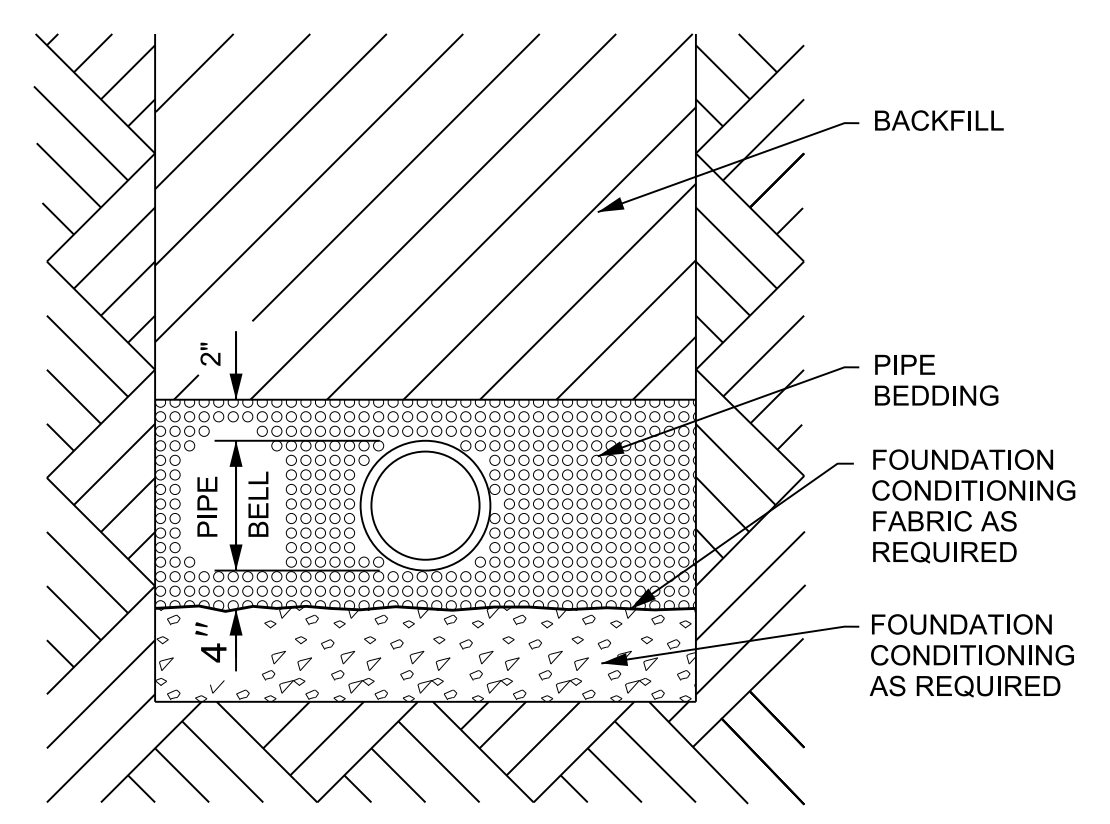 BACKFILL
2"
PIPE
BEDDING
PIPE
BELL
FOUNDATION
CONDITIONING
FABRIC AS
REQUIRED
4"
FOUNDATION
CONDITIONING
AS REQUIRED